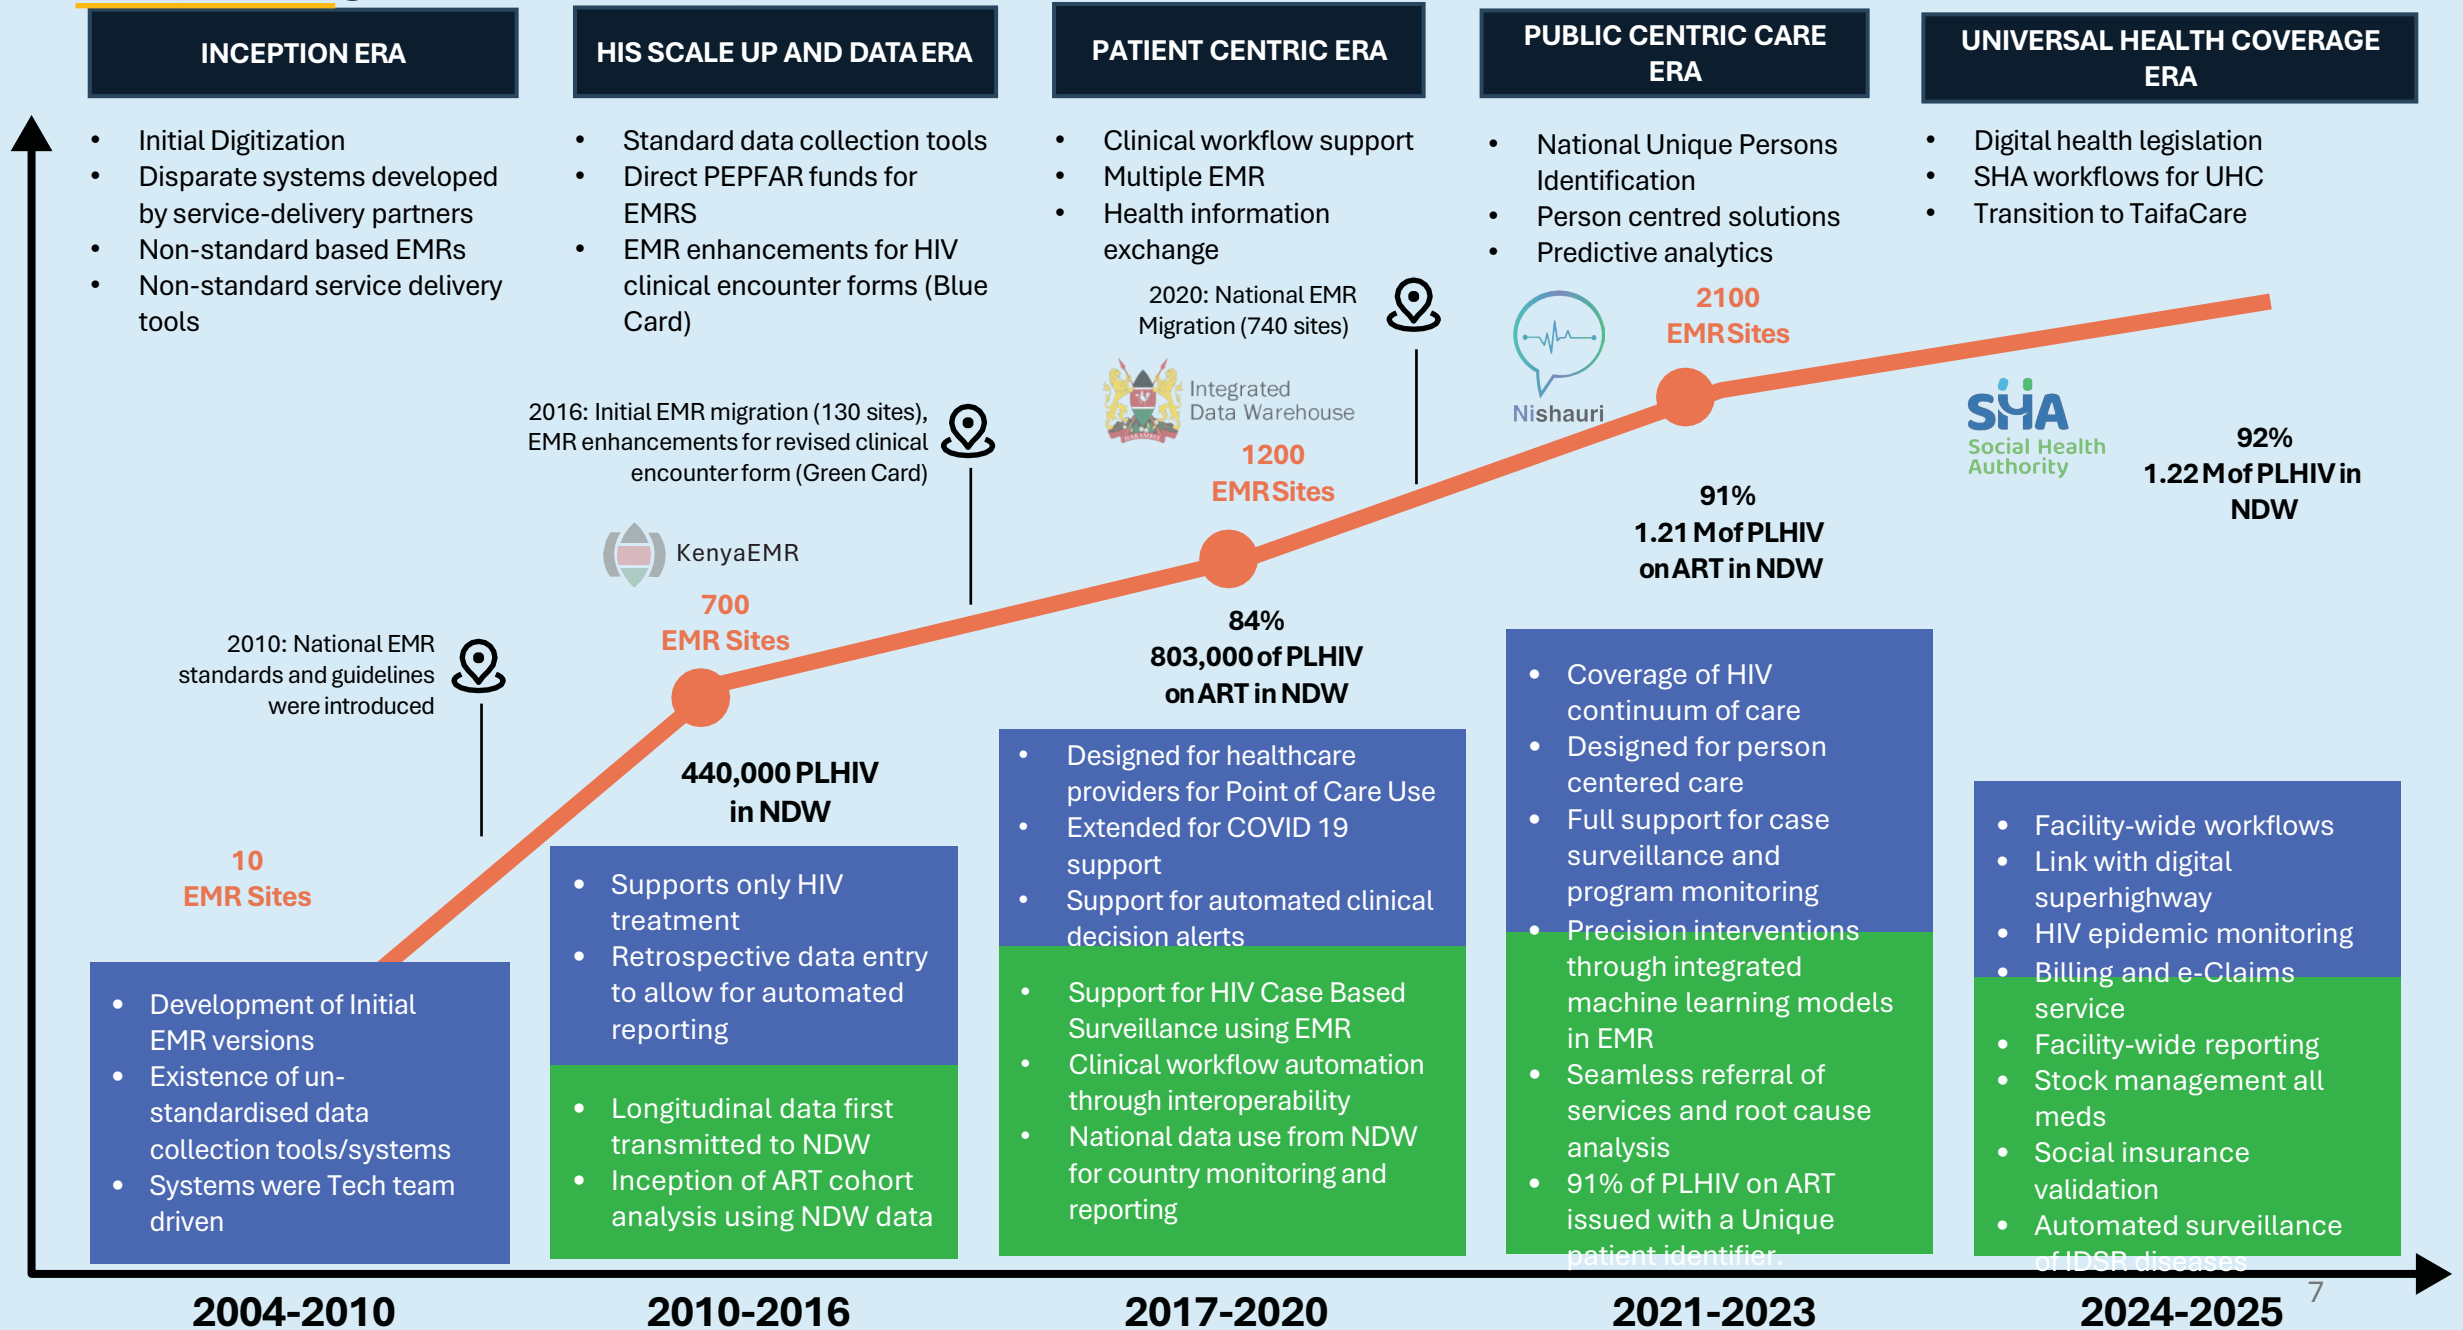 INCEPTION ERA
• Initial Digitization
• Disparate systems developed
by service-delivery partners
• Non-standard based EMRs
• Non-standard service delivery
tools
2010: National EMR
standards and guidelines
were introduced
10
EMR Sites
• Development of Initial
EMR versions
• Existence of un-
standardised data
collection tools/systems
• Systems were Tech team
driven
2004-2010
HIS SCALE UP AND DATA ERA
• Standard data collection tools
• Direct PEPFAR funds for
EMRS
• EMR enhancements for HIV
clinical encounter forms (Blue
Card)
2016: Initial EMR migration (130 sites),
EMR enhancements for revised clinical
encounter form (Green Card)
KenyaEMR
700
EMR Sites
440,000 PLHIV
in NDW
• Supports only HIV
treatment
• Retrospective data entry
to allow for automated
reporting
• Longitudinal data first
transmitted to NDW
• Inception of ART cohort
analysis using NDW data
2010-2016
PATIENT CENTRIC ERA
• Clinical workflow support
• Multiple EMR
• Health information
exchange
2020: National EMR
Migration (740 sites)
Integrated
Data Warehouse
1200
EMR Sites
84%
803,000 of PLHIV
on ART in NDW
• Designed for healthcare
providers for Point of Care Use
• Extended for COVID 19
support
• Support for automated clinical
decision alerts
• Support for HIV Case Based
Surveillance using EMR
• Clinical workflow automation
through interoperability
• National data use from NDW
for country monitoring and
reporting
2017-2020
PUBLIC CENTRIC CARE
ERA
• National Unique Persons
Identification
• Person centred solutions
• Predictive analytics
Nishauri
2100
EMR Sites
91%
1.21 M of PLHIV
on ART in NDW
• Coverage of HIV
continuum of care
• Designed for person
centered care
• Full support for case
surveillance and
program monitoring
• Precision interventions
through integrated
machine learning models
in EMR
• Seamless referral of
services and root cause
analysis
• 91% of PLHIV on ART
issued with a Unique
patient identifier.
2021-2023
UNIVERSAL HEALTH COVERAGE
ERA
• Digital health legislation
• SHA workflows for UHC
• Transition to TaifaCare
SHA
Social Health
Authority
92%
1.22 M of PLHIV in
NDW
• Facility-wide workflows
• Link with digital
superhighway
• HIV epidemic monitoring
• Billing and e-Claims
service
• Facility-wide reporting
• Stock management all
meds
• Social insurance
validation
• Automated surveillance
of IDSR diseases
2024-2025
7